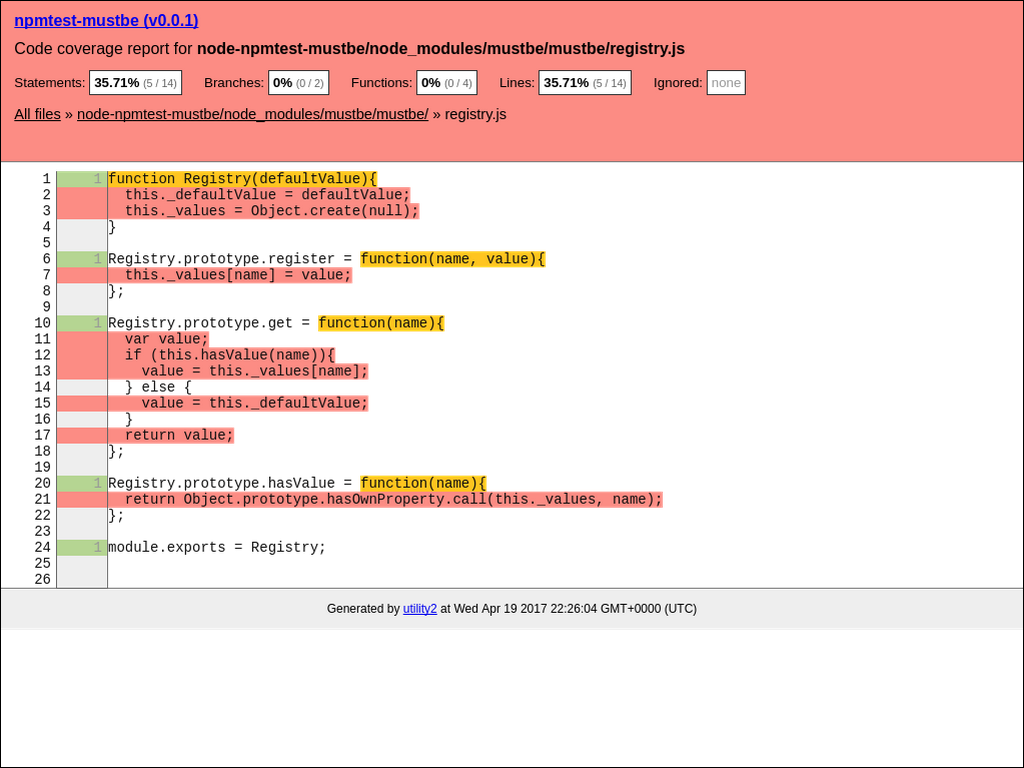 npmtest-mustbe (v0.0.1)
Code coverage report for node-npmtest-mustbe/node_modules/mustbe/mustbe/registry.js
Statements: 35.71% (5 / 14) Branches: 0% (0 / 2) Functions: 0% (0 / 4) Lines: 35.71% (5 / 14) Ignored: none
All files » node-npmtest-mustbe/node_modules/mustbe/mustbe/ » registry.js
1 1 function Registry(defaultValue){
2   this._defaultValue = defaultValue;
3   this._values = Object.create(null);
4 }
5
6 1 Registry.prototype.register = function(name, value){
7   this._values[name] = value;
8 };
9
10 1 Registry.prototype.get = function(name){
11   var value;
12   if (this.hasValue(name)){
13     value = this._values[name];
14   } else {
15     value = this._defaultValue;
16   }
17   return value;
18 };
19
20 1 Registry.prototype.hasValue = function(name){
21   return Object.prototype.hasOwnProperty.call(this._values, name);
22 };
23
24 1 module.exports = Registry;
25
26
Generated by utility2 at Wed Apr 19 2017 22:26:04 GMT+0000 (UTC)